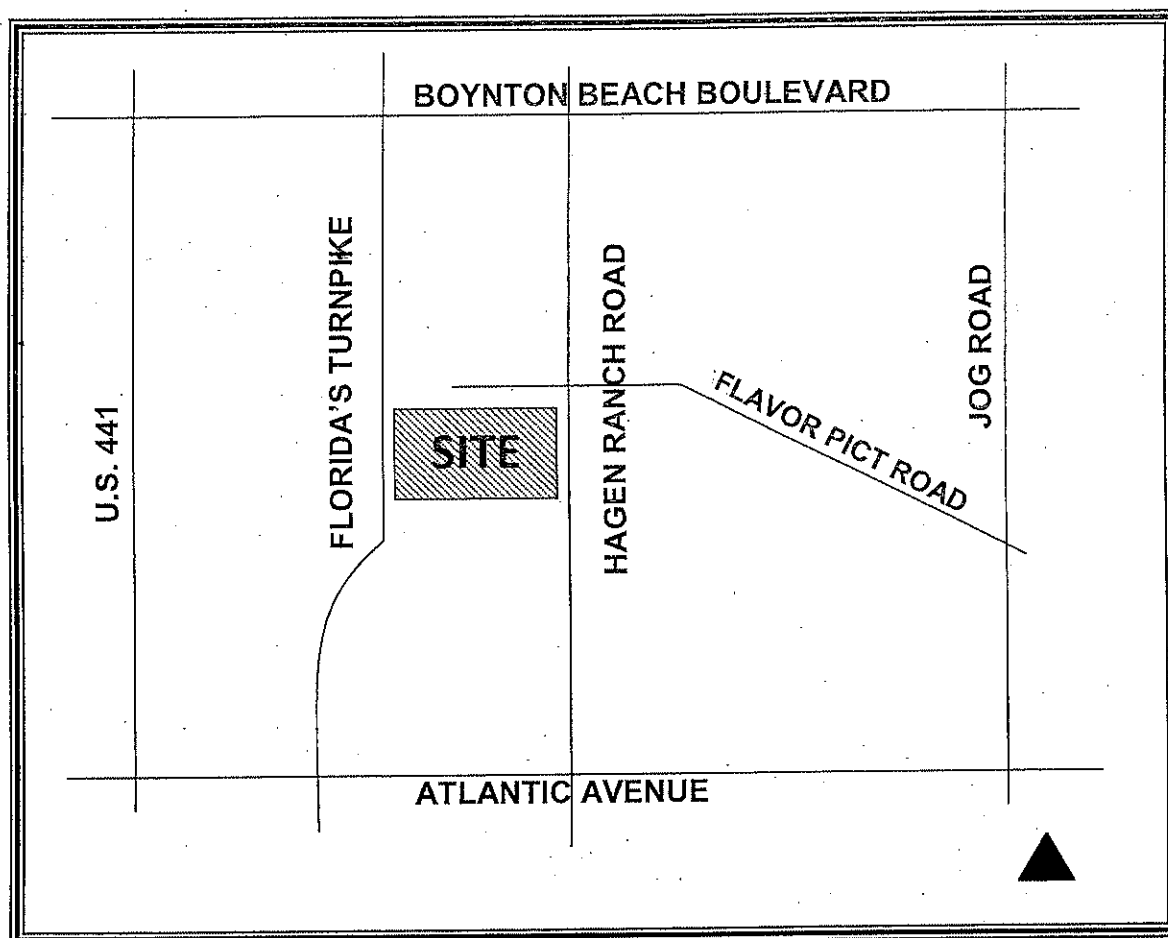 BOYNTON BEACH BOULEVARD
FLORIDA'S TURNPIKE
HAGEN RANCH ROAD
JOG ROAD
U.S. 441
FLAVOR PICT ROAD
SITE
ATLANTIC AVENUE